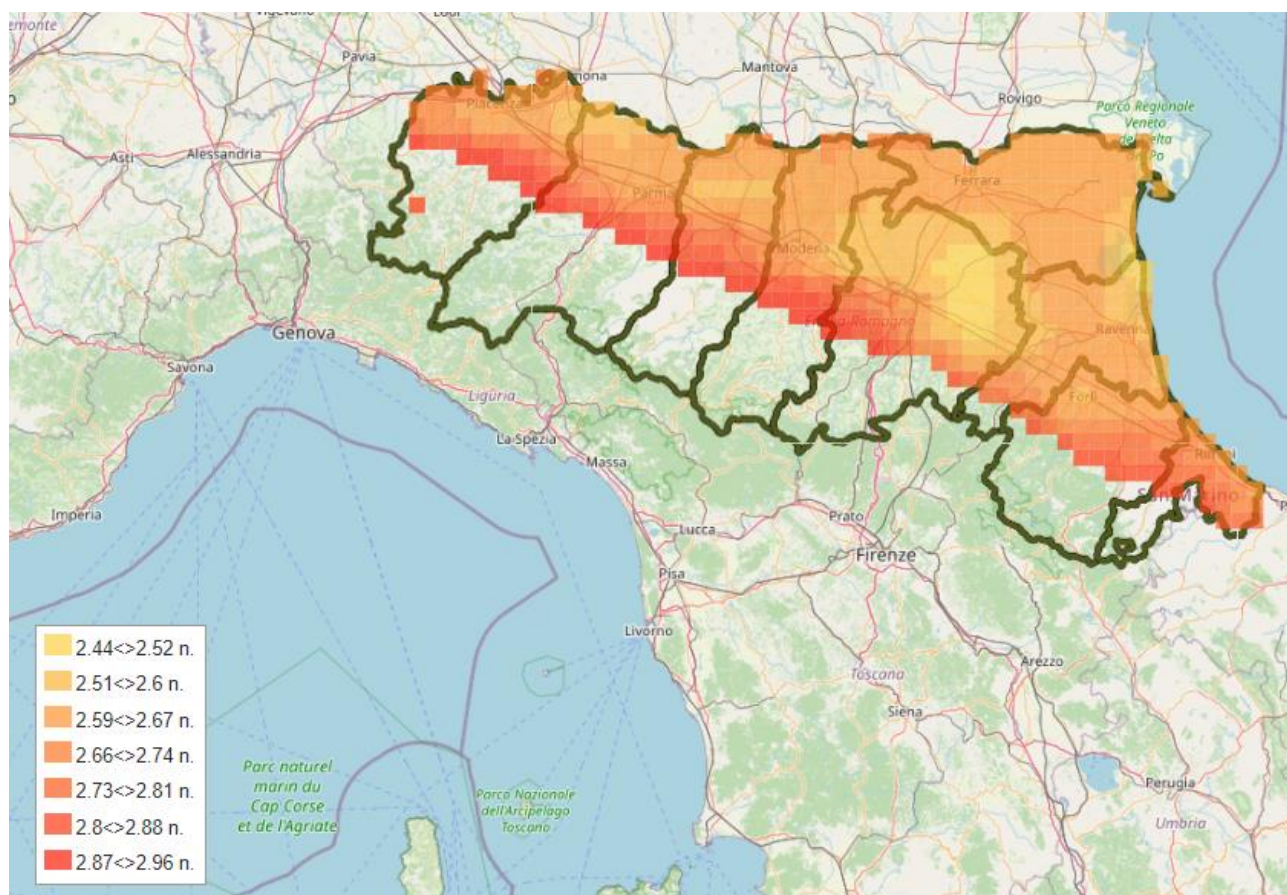 Pavia
Mantova
Rovigo
Parco Regionale
Veneto
Piacenza
Asti
Alessandria
Parma
Ferrara
Modena
Genova
Ravenna
Savona
Liguria
Forlì
La Spezia
Massa
Rimini
San Marino
Imperia
Lucca
Prato
Firenze
Pisa
Livorno
Arezzo
Toscana
Siena
Perugia
Umbria
Parc naturel
marin du
Cap Corse
et de l'Agriate
Parco Nazionale
dell'Arcipelago
Toscano
2.44<>2.52 n.
2.51<>2.6 n.
2.59<>2.67 n.
2.66<>2.74 n.
2.73<>2.81 n.
2.8<>2.88 n.
2.87<>2.96 n.